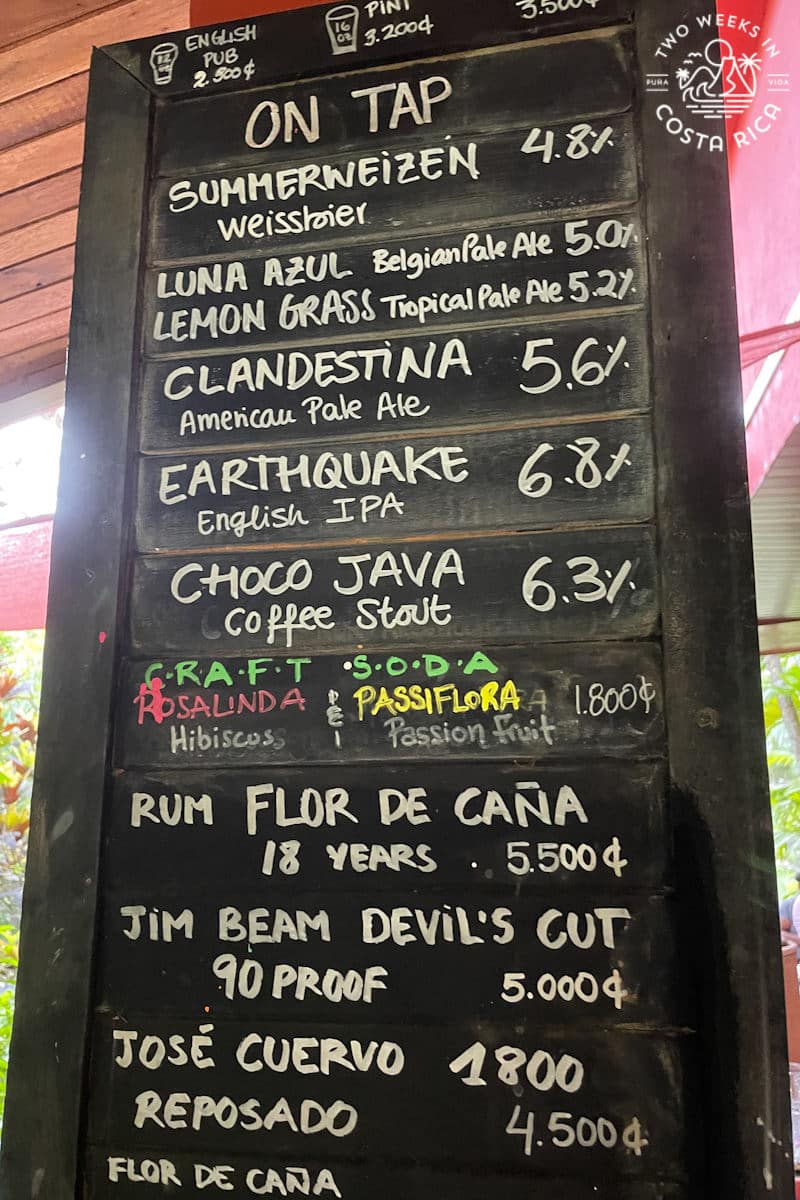 ENGLISH
PUB
2.500₡
16
OZ
PINT
3.200₡
3.500₡
TWO WEEKS IN
PURA VIDA
COSTA RICA
ON TAP
SUMMERWEIZEN 4.8%
Weissbier
LUNA AZUL Belgian Pale Ale 5.0%
LEMON GRASS Tropical Pale Ale 5.2%
CLANDESTINA 5.6%
American Pale Ale
EARTHQUAKE 6.8%
English IPA
CHOCO JAVA 6.3%
Coffee Stout
C·R·A·F·T ·S·O·D·A
ROSALINDA PASSIFLORA 1.800₡
Hibiscus Passion fruit
RUM FLOR DE CAÑA
18 YEARS . 5.500₡
JIM BEAM DEVIL'S CUT
90 PROOF 5.000₡
JOSÉ CUERVO 1800
REPOSADO 4.500₡
FLOR DE CAÑA